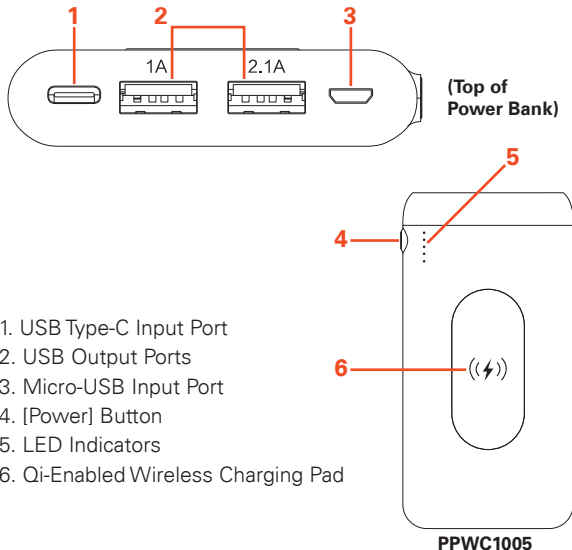 1 2 3
1A 2.1A
(Top of
Power Bank)
5
4
6
1. USB Type-C Input Port
2. USB Output Ports
3. Micro-USB Input Port
4. [Power] Button
5. LED Indicators
6. Qi-Enabled Wireless Charging Pad
PPWC1005